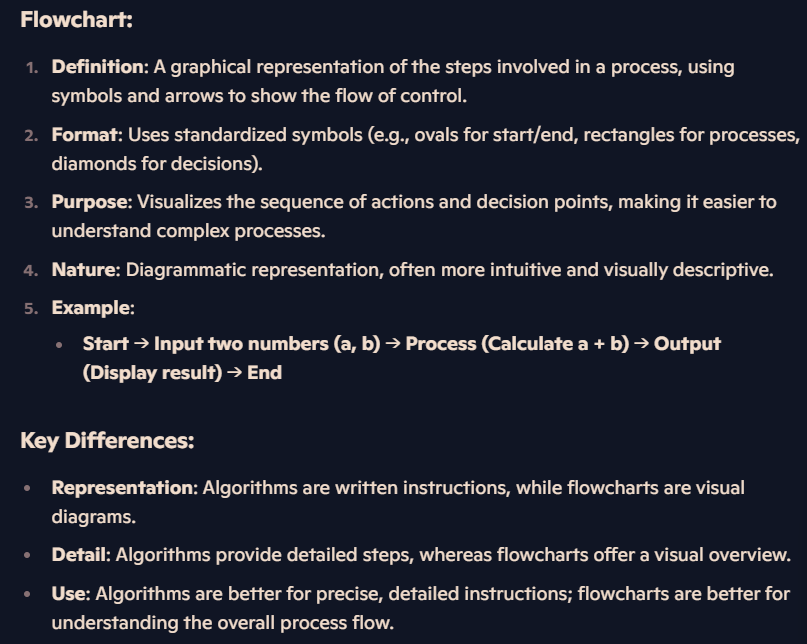 Flowchart:
1. Definition: A graphical representation of the steps involved in a process, using
symbols and arrows to show the flow of control.
2. Format: Uses standardized symbols (e.g., ovals for start/end, rectangles for processes,
diamonds for decisions).
3. Purpose: Visualizes the sequence of actions and decision points, making it easier to
understand complex processes.
4. Nature: Diagrammatic representation, often more intuitive and visually descriptive.
5. Example:
• Start → Input two numbers (a, b) → Process (Calculate a + b) → Output
(Display result) → End
Key Differences:
• Representation: Algorithms are written instructions, while flowcharts are visual
diagrams.
• Detail: Algorithms provide detailed steps, whereas flowcharts offer a visual overview.
• Use: Algorithms are better for precise, detailed instructions; flowcharts are better for
understanding the overall process flow.